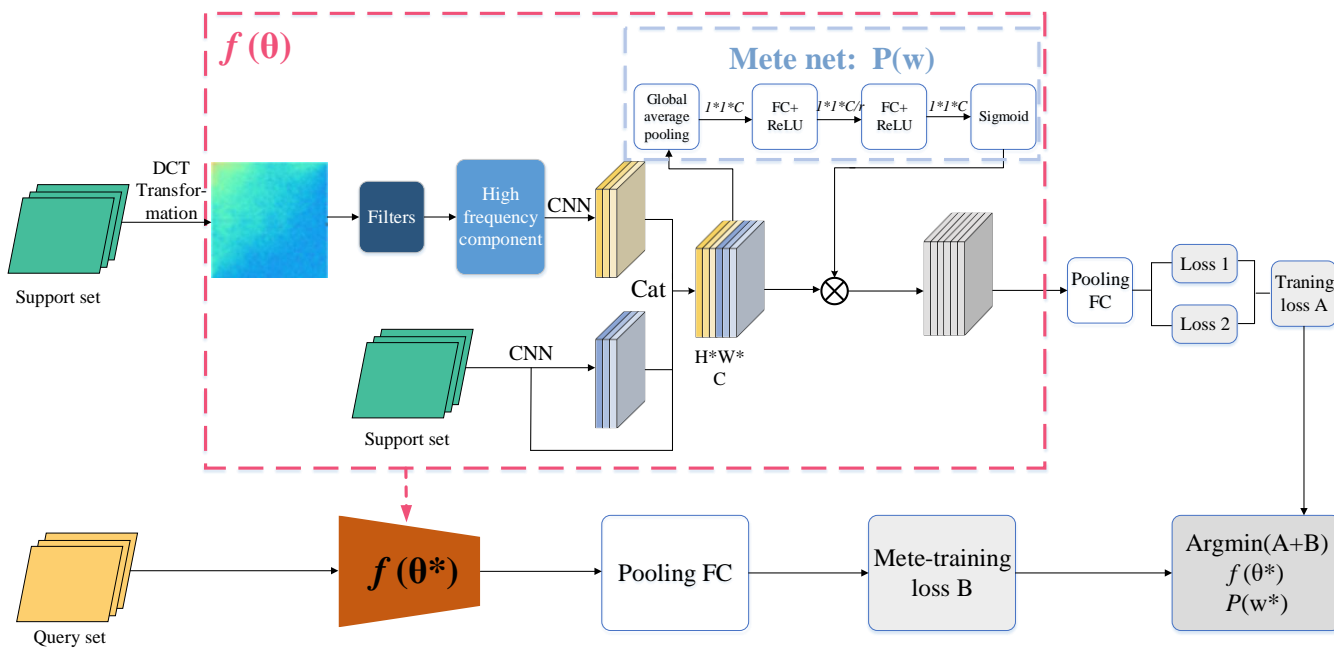 f (θ)
Mete net: P(w)
Global
average
pooling
1*1*C
FC+
ReLU
1*1*C/r
FC+
ReLU
1*1*C
Sigmoid
DCT
Transfor-
mation
Support set
Filters
High
frequency
component
CNN
Cat
H*W*
C
CNN
Support set
Pooling
FC
Loss 1
Loss 2
Traning
loss A
Query set
f (θ*)
Pooling FC
Mete-training
loss B
Argmin(A+B)
f (θ*)
P(w*)